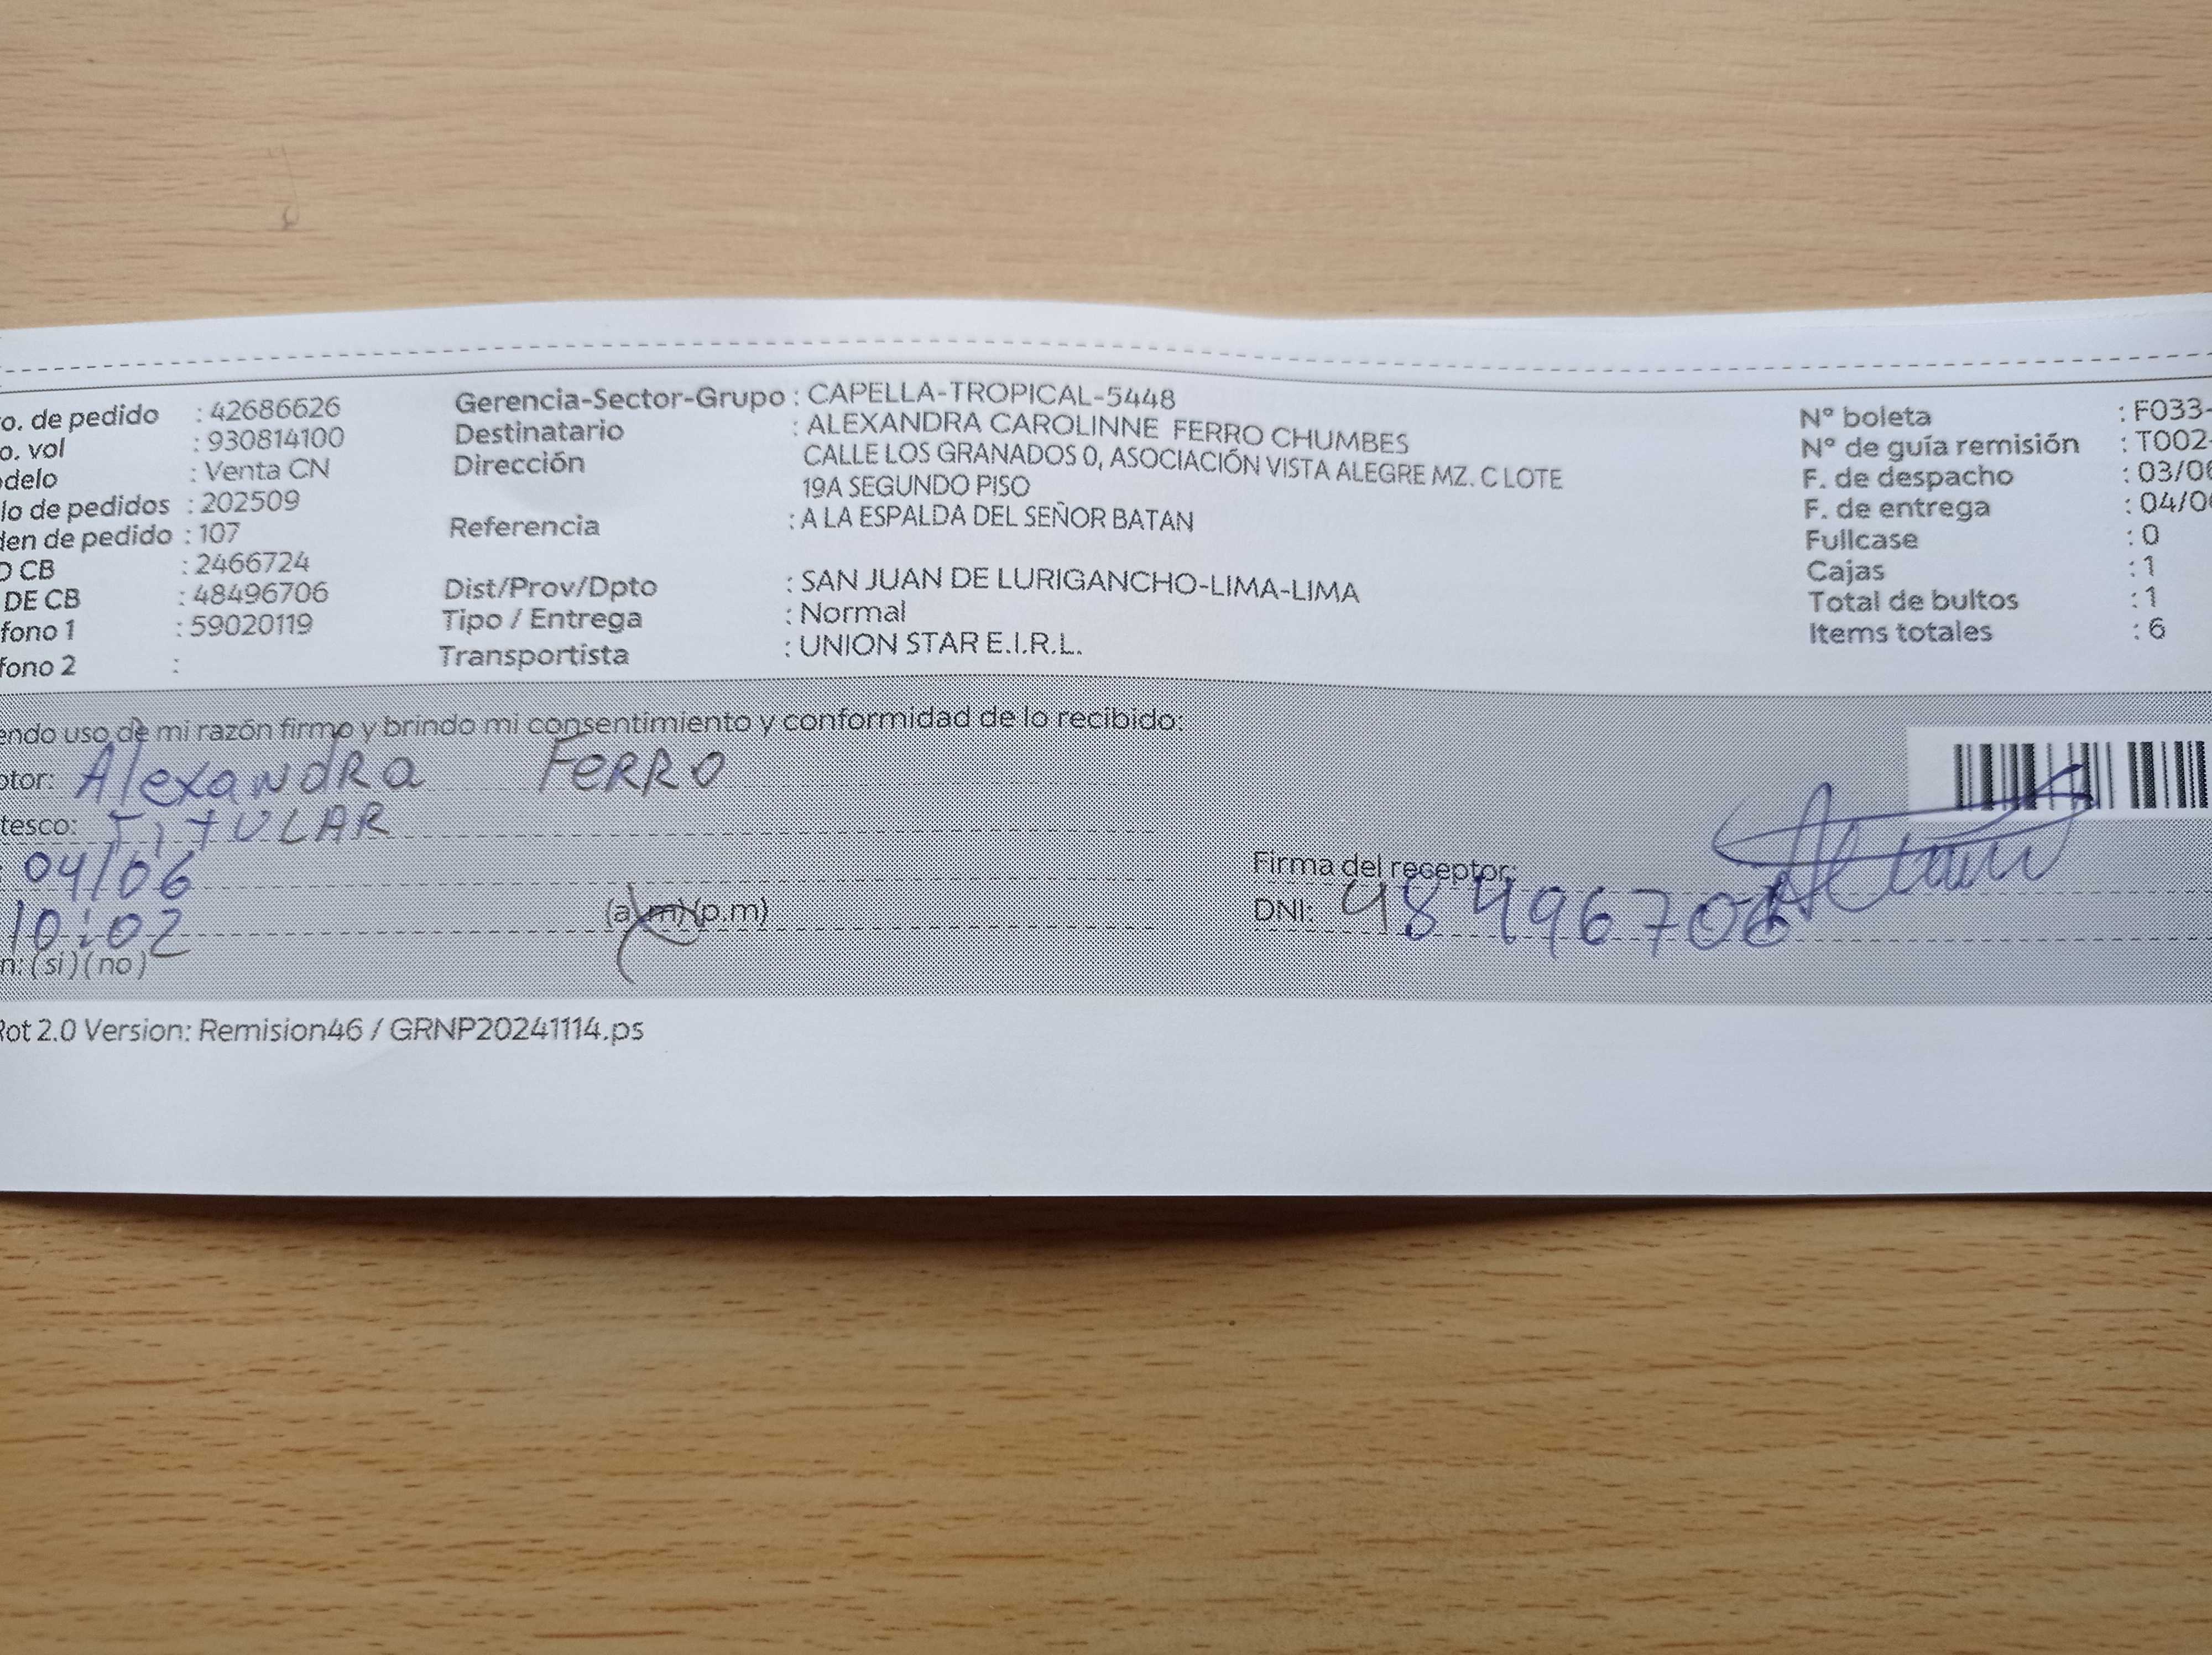 o. de pedido : 42686626
o. vol : 930814100
delo : Venta CN
lo de pedidos : 202509
den de pedido : 107
O CB : 2466724
DE CB : 48496706
fono 1 : 59020119
fono 2 :
Gerencia-Sector-Grupo : CAPELLA-TROPICAL-5448
Destinatario : ALEXANDRA CAROLINNE FERRO CHUMBES
Dirección CALLE LOS GRANADOS 0, ASOCIACIÓN VISTA ALEGRE MZ. C LOTE
19A SEGUNDO PISO
Referencia : A LA ESPALDA DEL SEÑOR BATAN
Dist/Prov/Dpto : SAN JUAN DE LURIGANCHO-LIMA-LIMA
Tipo / Entrega : Normal
Transportista : UNION STAR E.I.R.L.
Nº boleta : F033-
Nº de guía remisión : T002-
F. de despacho : 03/06
F. de entrega : 04/0
Fullcase : 0
Cajas : 1
Total de bultos : 1
Items totales : 6
endo uso de mi razón firmo y brindo mi consentimiento y conformidad de lo recibido:
ptor: AlexandRa FeRRO
tesco: TITULAR
04/06
10:02 (a.m) (p.m)
n: (si) (no)
Firma del receptor:
DNI: 48496706
Rot 2.0 Version: Remision46 / GRNP20241114.ps